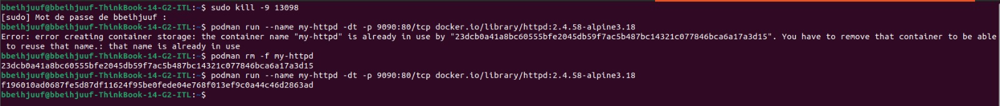 bbeihjuuf@bbeihjuuf-ThinkBook-14-G2-ITL:~$ sudo kill -9 13098
[sudo] Mot de passe de bbeihjuuf :
bbeihjuuf@bbeihjuuf-ThinkBook-14-G2-ITL:~$ podman run --name my-httpd -dt -p 9090:80/tcp docker.io/library/httpd:2.4.58-alpine3.18
Error: error creating container storage: the container name "my-httpd" is already in use by "23dcb0a41a8bc60555bfe2045db59f7ac5b487bc14321c077846bca6a17a3d15". You have to remove that container to be able
 to reuse that name.: that name is already in use
bbeihjuuf@bbeihjuuf-ThinkBook-14-G2-ITL:~$ podman rm -f my-httpd
23dcb0a41a8bc60555bfe2045db59f7ac5b487bc14321c077846bca6a17a3d15
bbeihjuuf@bbeihjuuf-ThinkBook-14-G2-ITL:~$ podman run --name my-httpd -dt -p 9090:80/tcp docker.io/library/httpd:2.4.58-alpine3.18
f196010ad0687fe5d87df11624f95be0fede04e768f013ef9c0a44c46d2863ad
bbeihjuuf@bbeihjuuf-ThinkBook-14-G2-ITL:~$